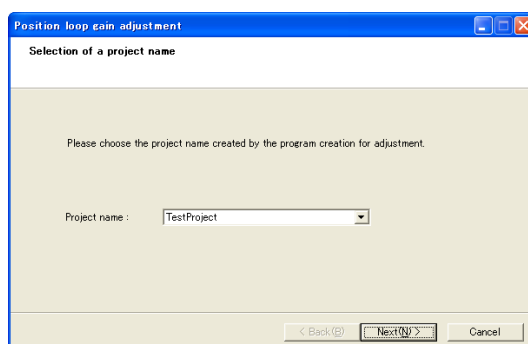 Position loop gain adjustment
Selection of a project name
Please choose the project name created by the program creation for adjustment.
Project name : TestProject
< Back(B) Next(N) > Cancel